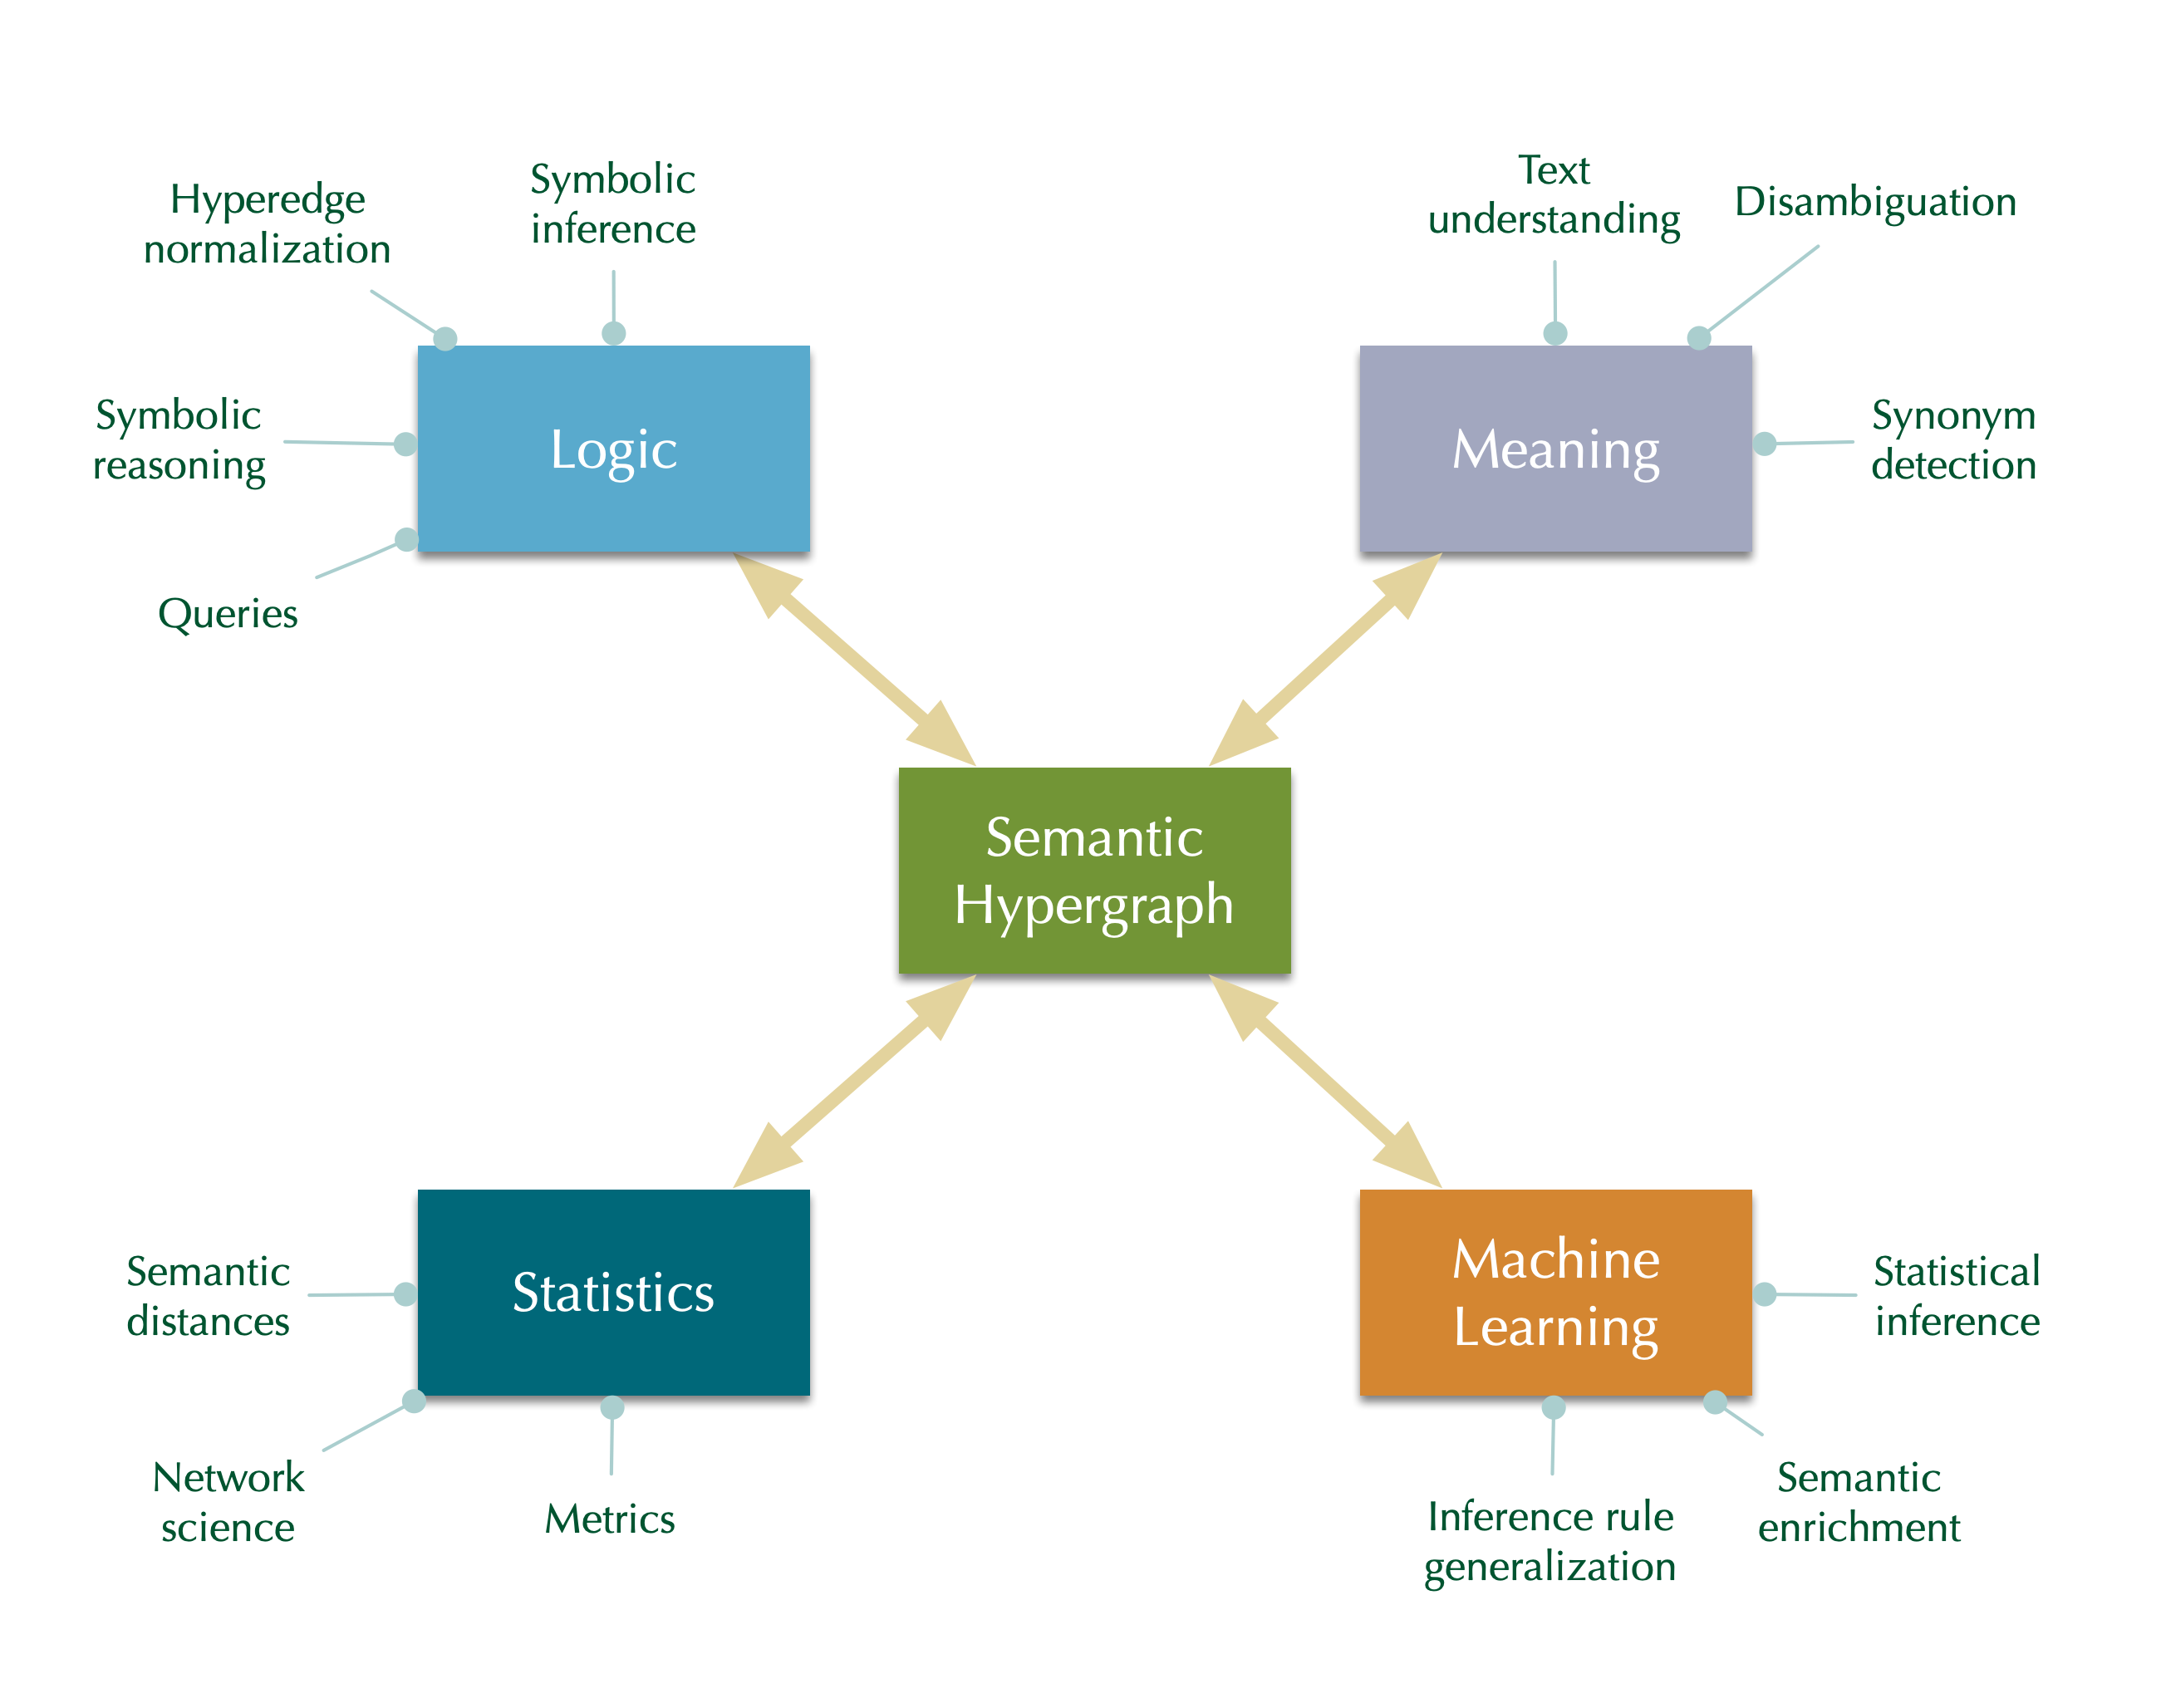 Hyperedge
normalization
Symbolic
inference
Symbolic
reasoning
Queries
Logic
Text
understanding
Disambiguation
Synonym
detection
Meaning
Semantic
Hypergraph
Semantic
distances
Network
science
Metrics
Statistics
Machine
Learning
Statistical
inference
Semantic
enrichment
Inference rule
generalization